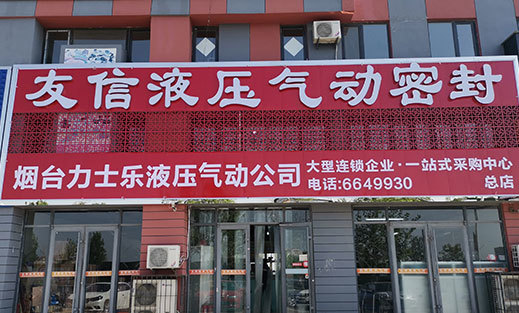 友信液压气动密封
烟台力士乐液压气动公司
大型连锁企业·一站式采购中心
电话:6649930
总店